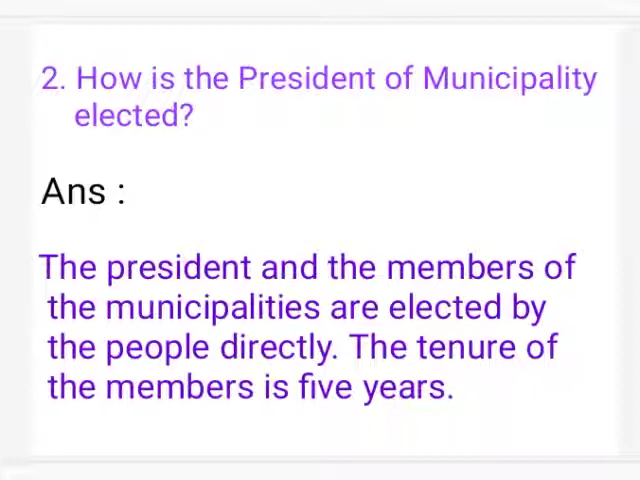 2. How is the President of Municipality
elected?
Ans :
The president and the members of
the municipalities are elected by
the people directly. The tenure of
the members is five years.